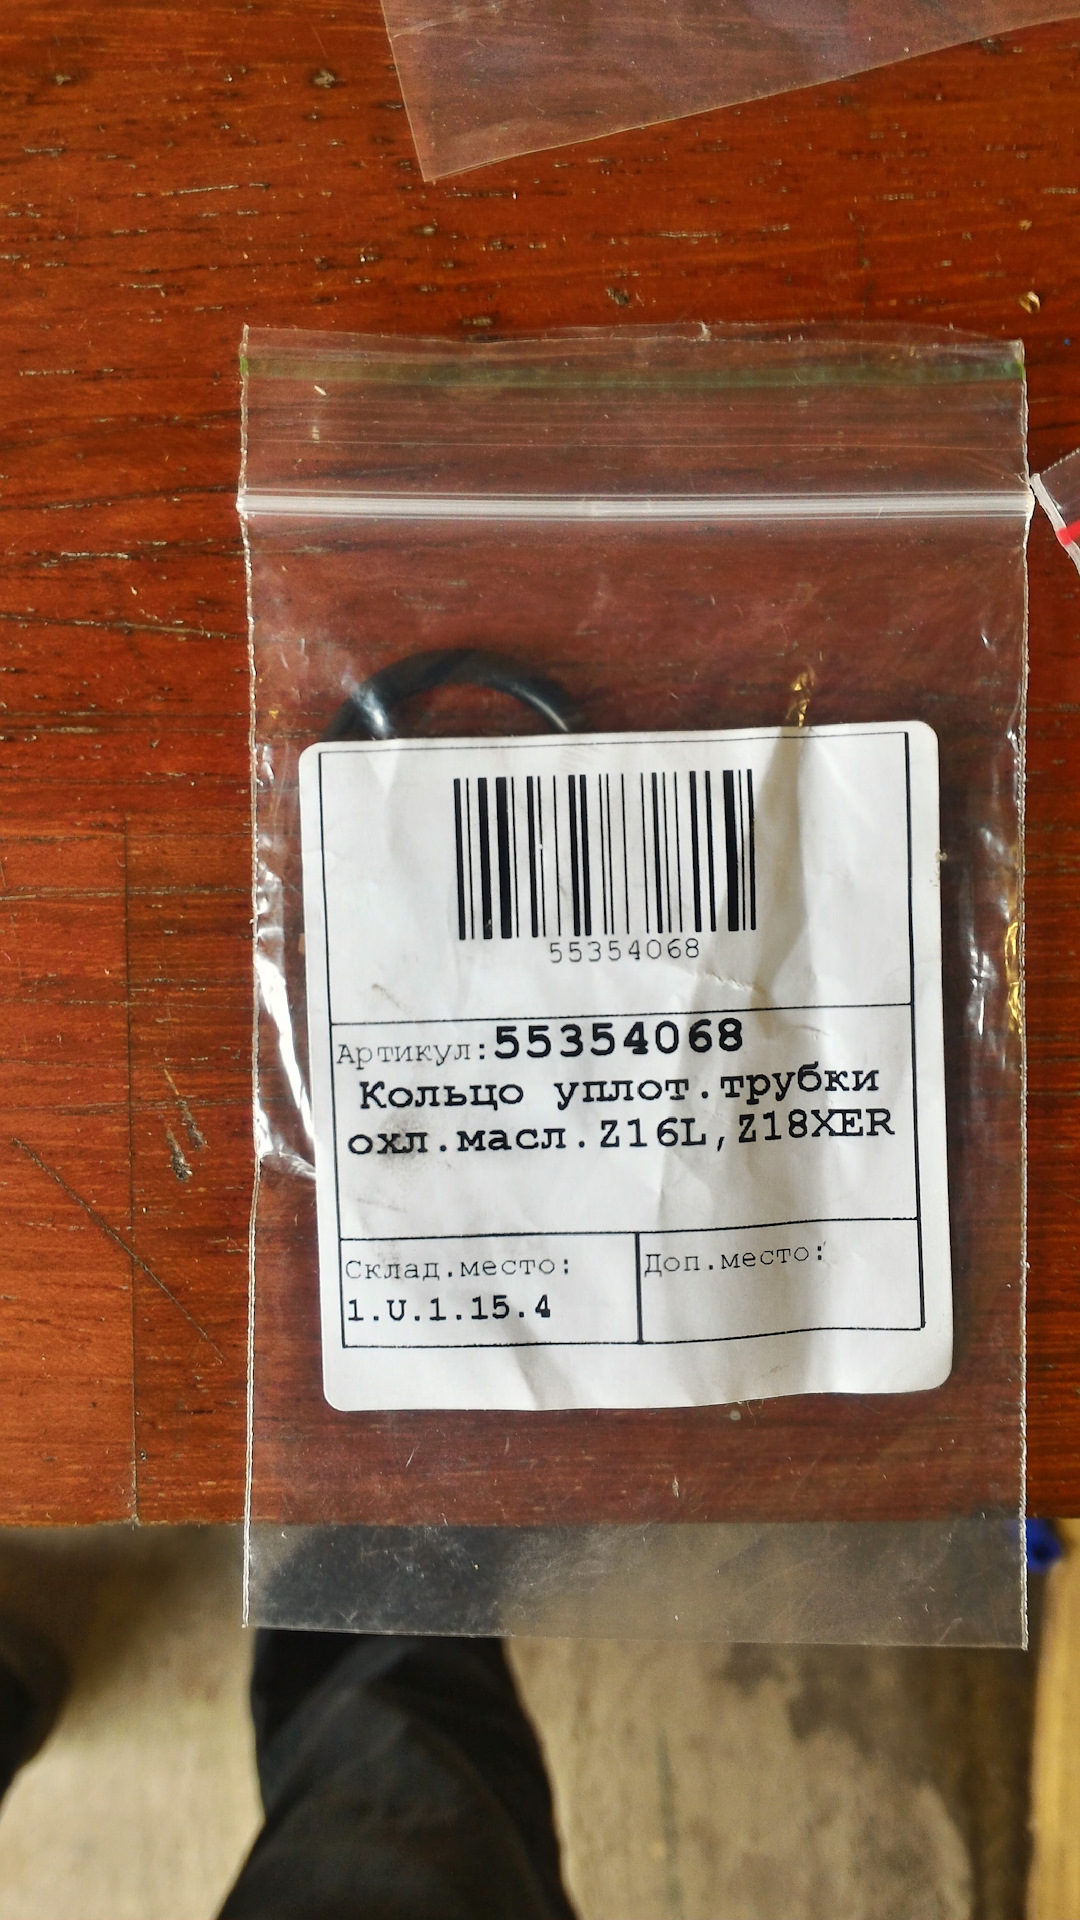 55354068
Артикул:55354068
Кольцо уплот.трубки
охл.масл.Z16L,Z18XER
Склад.место:
1.U.1.15.4
Доп.место: